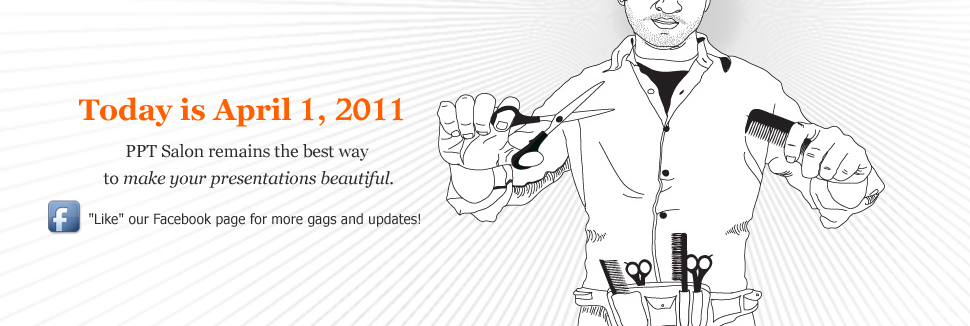 Today is April 1, 2011
PPT Salon remains the best way
to make your presentations beautiful.
f
"Like" our Facebook page for more gags and updates!